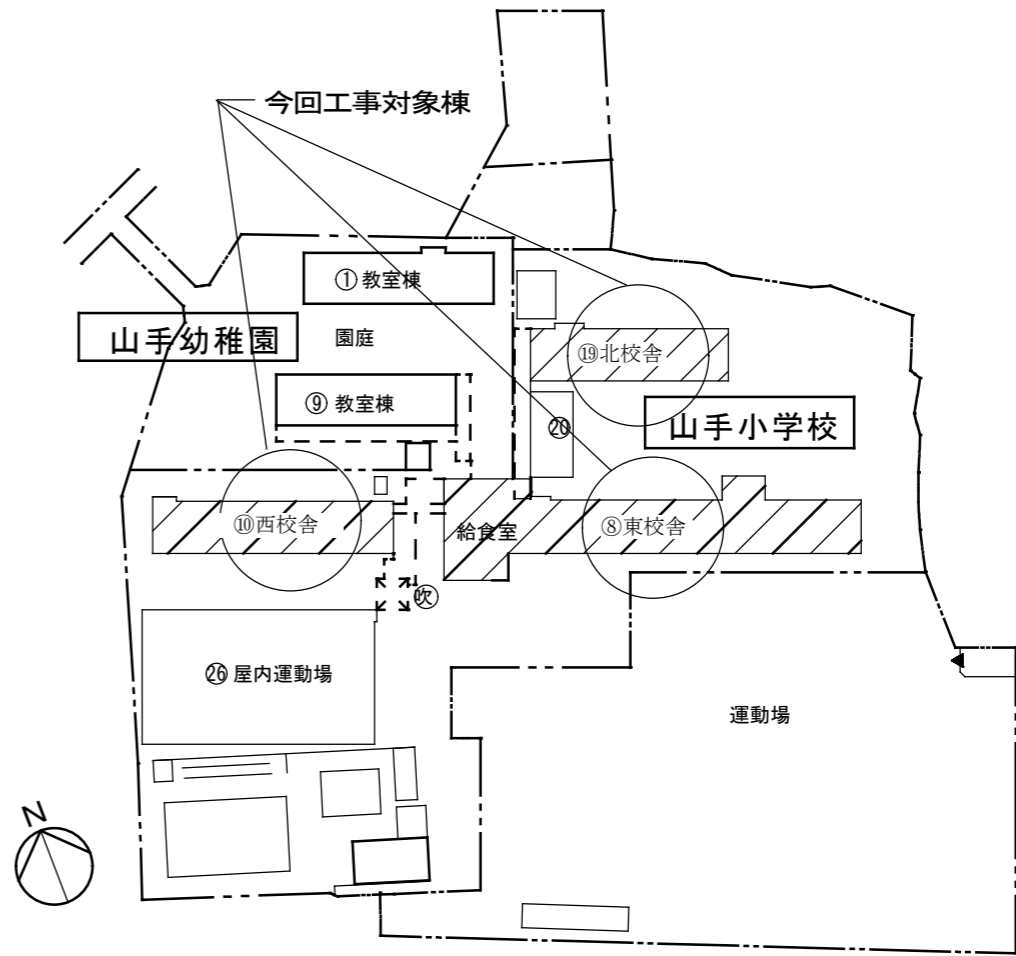 今回工事対象棟
①教室棟
山手幼稚園
園庭
⑲北校舎
⑨教室棟
山手小学校
⑳
⑩西校舎
給食室
⑧東校舎
吹
㉖屋内運動場
運動場
N